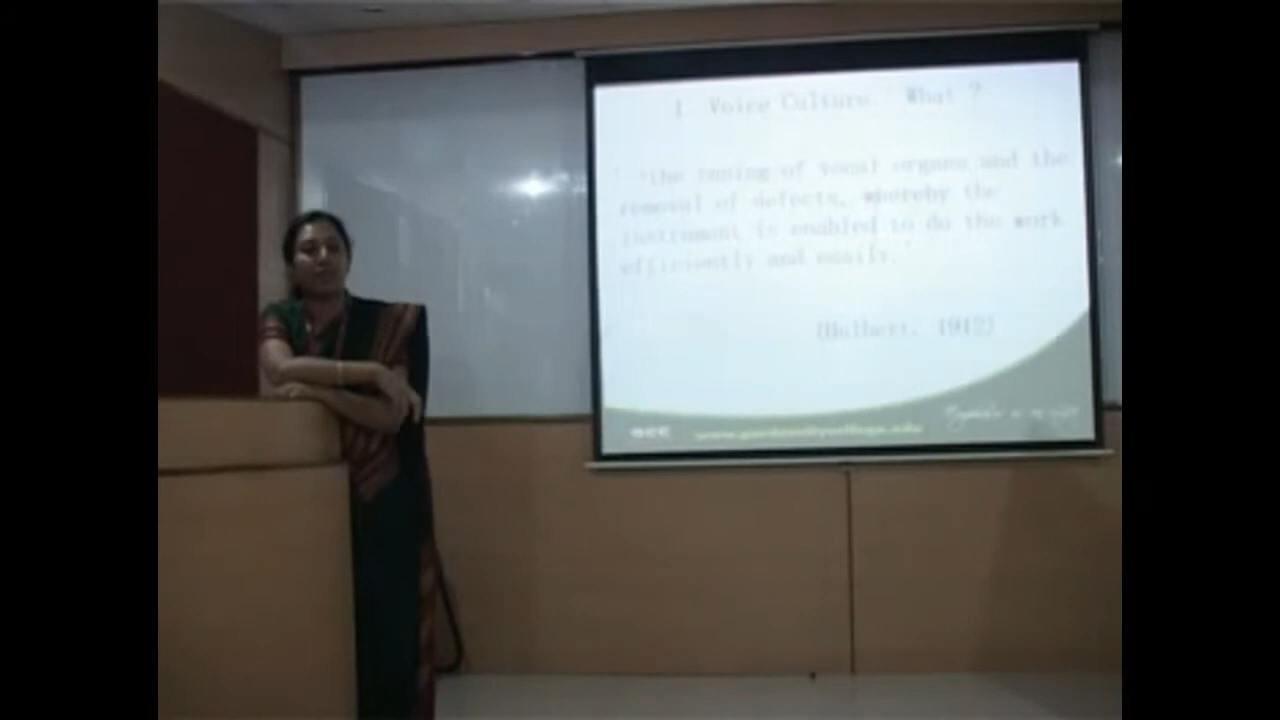 1 Voice Culture. What ?
the tuning of vocal organs and the
removal of defects, whereby the
instrument is enabled to do the work
efficiently and easily.'
1912)